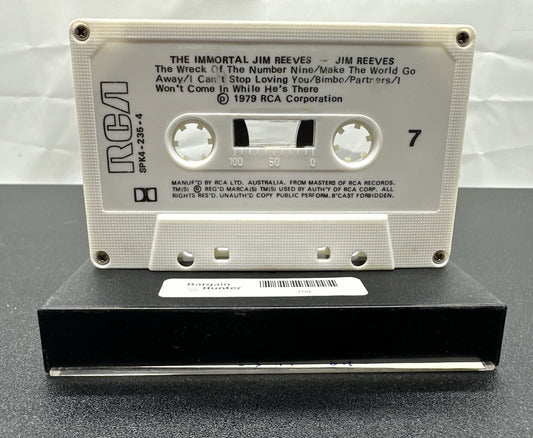 THE IMMORTAL JIM REEVES - JIM REEVES
The Wreck Of The Number Nine/Make The World Go
Away/I Can't Stop Loving You/Bimbo/Partners/I
Won't Come In While He's There
Ⓟ 1979 RCA Corporation
RCA
SPK4-236-4
7
100 50 0
MANUF'D BY RCA LTD. AUSTRALIA, FROM MASTERS OF RCA RECORDS.
TM(S) ® REG'D MARCA(S) TM(S) USED BY AUTH'Y OF RCA CORP. ALL
RIGHTS RES'D. UNAUTH'D COPY PUBLIC PERFORM. B'CAST FORBIDDEN.
Bargain
Hunter